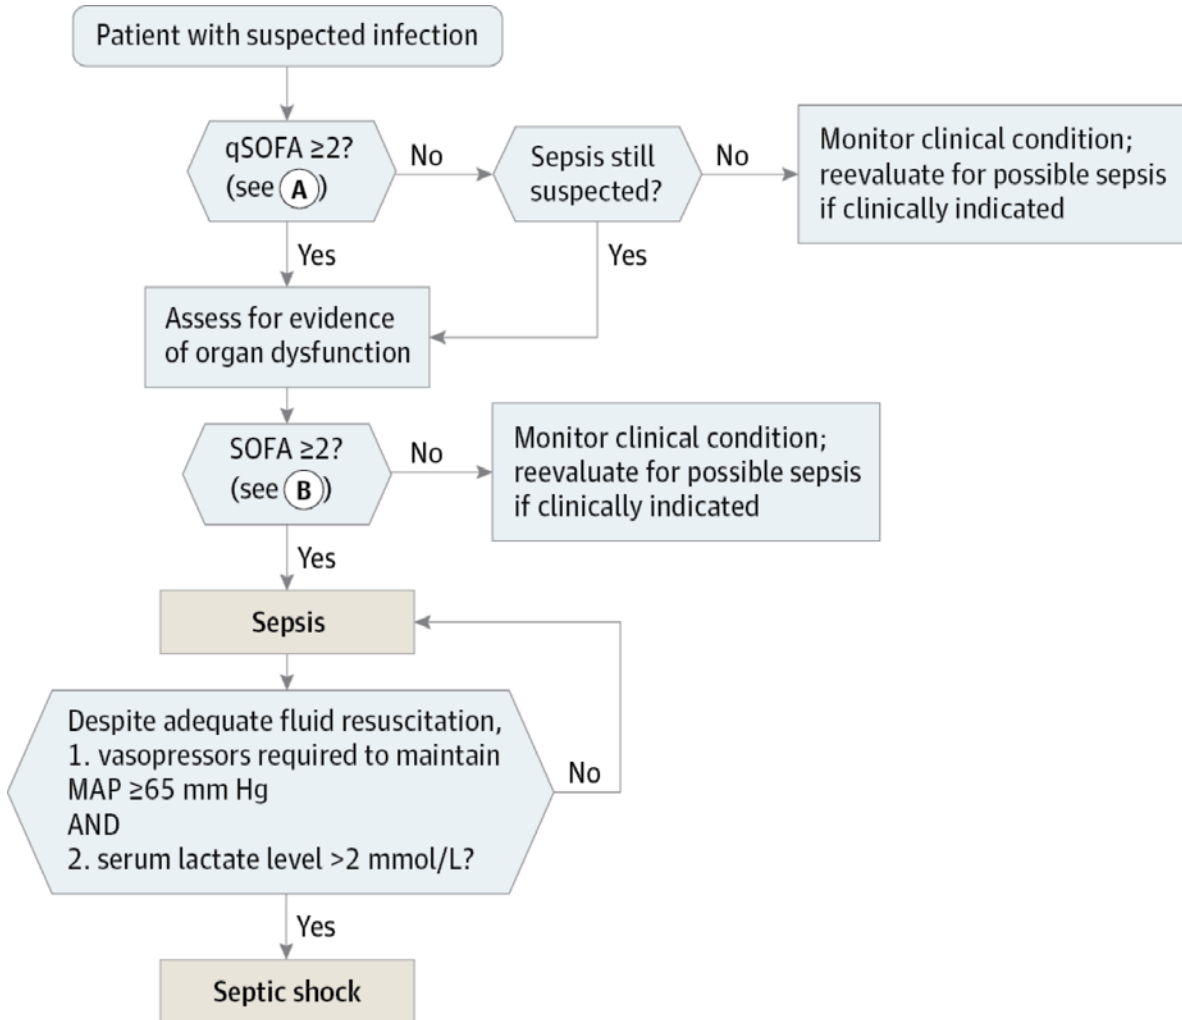 Patient with suspected infection
qSOFA ≥2?
(see A)
No
Sepsis still
suspected?
No
Monitor clinical condition;
reevaluate for possible sepsis
if clinically indicated
Yes
Yes
Assess for evidence
of organ dysfunction
SOFA ≥2?
(see B)
No
Monitor clinical condition;
reevaluate for possible sepsis
if clinically indicated
Yes
Sepsis
Despite adequate fluid resuscitation,
1. vasopressors required to maintain
MAP ≥65 mm Hg
AND
2. serum lactate level >2 mmol/L?
No
Yes
Septic shock